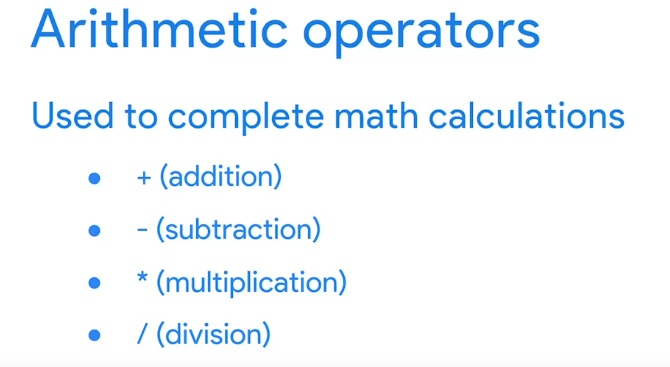 Arithmetic operators
Used to complete math calculations
● + (addition)
● - (subtraction)
● * (multiplication)
● / (division)